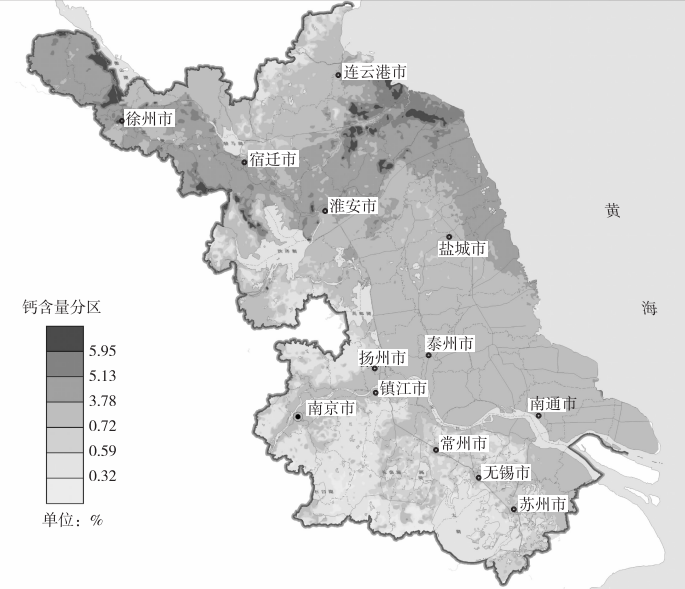 连云港市
徐州市
宿迁市
淮安市
黄
盐城市
海
钙含量分区
5.95
5.13
3.78
0.72
0.59
0.32
单位：%
泰州市
扬州市
镇江市
南京市
南通市
常州市
无锡市
苏州市